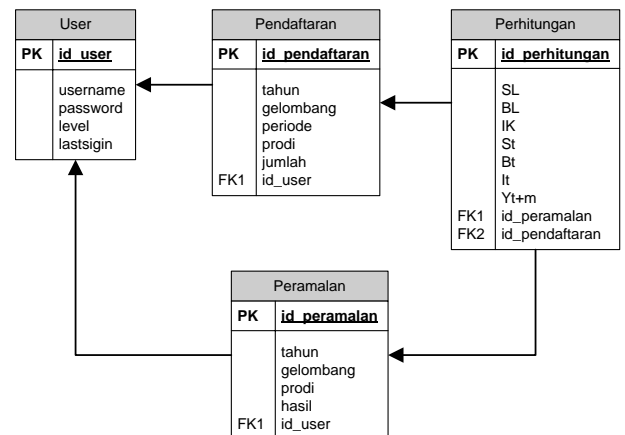 User
PK id_user
username
password
level
lastsigin
Pendaftaran
PK id_pendaftaran
tahun
gelombang
periode
prodi
jumlah
FK1 id_user
Perhitungan
PK id_perhitungan
SL
BL
IK
St
Bt
It
Yt+m
FK1 id_peramalan
FK2 id_pendaftaran
Peramalan
PK id_peramalan
tahun
gelombang
prodi
hasil
FK1 id_user